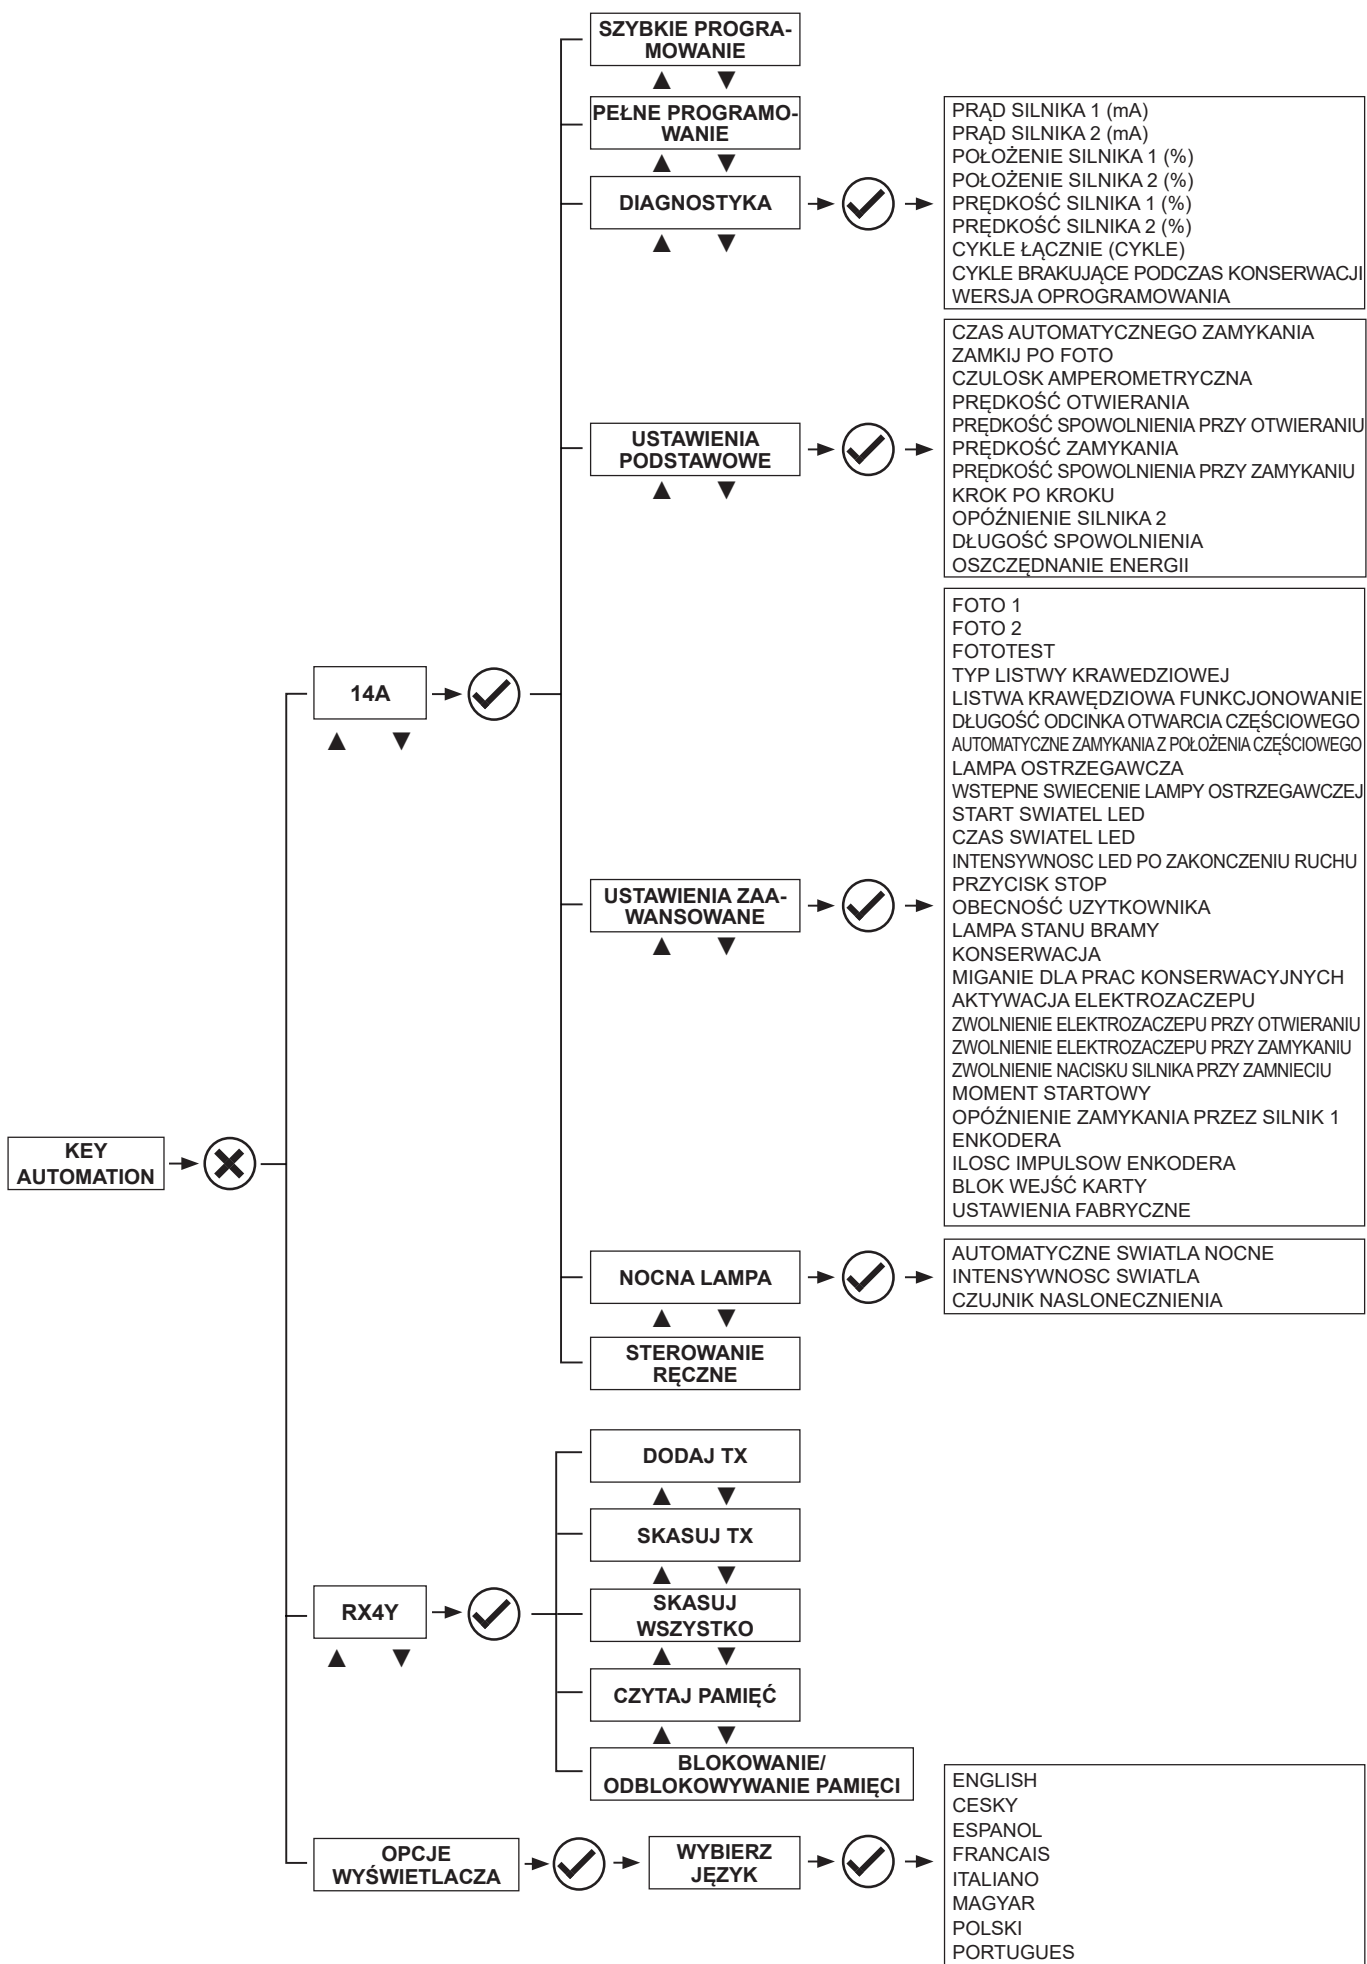 SZYBKIE PROGRA-
MOWANIE
PEŁNE PROGRAMO-
WANIE
DIAGNOSTYKA
PRĄD SILNIKA 1 (mA)
PRĄD SILNIKA 2 (mA)
POŁOŻENIE SILNIKA 1 (%)
POŁOŻENIE SILNIKA 2 (%)
PRĘDKOŚĆ SILNIKA 1 (%)
PRĘDKOŚĆ SILNIKA 2 (%)
CYKLE ŁĄCZNIE (CYKLE)
CYKLE BRAKUJĄCE PODCZAS KONSERWACJI
WERSJA OPROGRAMOWANIA
USTAWIENIA
PODSTAWOWE
CZAS AUTOMATYCZNEGO ZAMYKANIA
ZAMKIJ PO FOTO
CZULOSK AMPEROMETRYCZNA
PRĘDKOŚĆ OTWIERANIA
PRĘDKOŚĆ SPOWOLNIENIA PRZY OTWIERANIU
PRĘDKOŚĆ ZAMYKANIA
PRĘDKOŚĆ SPOWOLNIENIA PRZY ZAMYKANIU
KROK PO KROKU
OPÓŹNIENIE SILNIKA 2
DŁUGOŚĆ SPOWOLNIENIA
OSZCZĘDNANIE ENERGII
14A
USTAWIENIA ZAA-
WANSOWANE
FOTO 1
FOTO 2
FOTOTEST
TYP LISTWY KRAWEDZIOWEJ
LISTWA KRAWĘDZIOWA FUNKCJONOWANIE
DŁUGOŚĆ ODCINKA OTWARCIA CZĘŚCIOWEGO
AUTOMATYCZNE ZAMYKANIA Z POŁOŻENIA CZĘŚCIOWEGO
LAMPA OSTRZEGAWCZA
WSTEPNE SWIECENIE LAMPY OSTRZEGAWCZEJ
START SWIATEL LED
CZAS SWIATEL LED
INTENSYWNOSC LED PO ZAKONCZENIU RUCHU
PRZYCISK STOP
OBECNOŚĆ UZYTKOWNIKA
LAMPA STANU BRAMY
KONSERWACJA
MIGANIE DLA PRAC KONSERWACYJNYCH
AKTYWACJA ELEKTROZACZEPU
ZWOLNIENIE ELEKTROZACZEPU PRZY OTWIERANIU
ZWOLNIENIE ELEKTROZACZEPU PRZY ZAMYKANIU
ZWOLNIENIE NACISKU SILNIKA PRZY ZAMNIECIU
MOMENT STARTOWY
OPÓŹNIENIE ZAMYKANIA PRZEZ SILNIK 1
ENKODERA
ILOSC IMPULSOW ENKODERA
BLOK WEJŚĆ KARTY
USTAWIENIA FABRYCZNE
KEY
AUTOMATION
NOCNA LAMPA
AUTOMATYCZNE SWIATLA NOCNE
INTENSYWNOSC SWIATLA
CZUJNIK NASLONECZNIENIA
STEROWANIE
RĘCZNE
DODAJ TX
SKASUJ TX
RX4Y
SKASUJ
WSZYSTKO
CZYTAJ PAMIĘĆ
BLOKOWANIE/
ODBLOKOWYWANIE PAMIĘCI
OPCJE
WYŚWIETLACZA
WYBIERZ
JĘZYK
ENGLISH
CESKY
ESPANOL
FRANCAIS
ITALIANO
MAGYAR
POLSKI
PORTUGUES